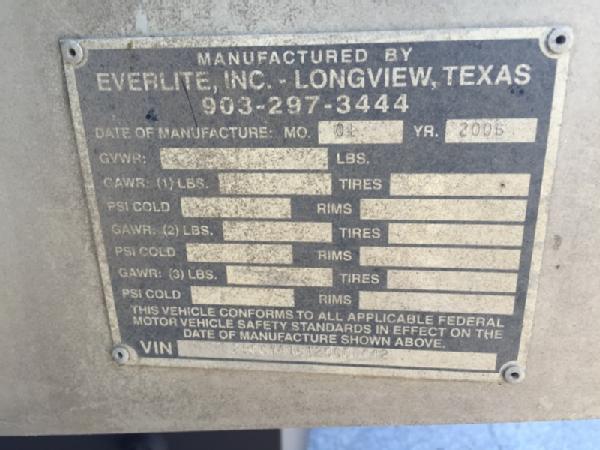 MANUFACTURED BY
EVERLITE, INC. - LONGVIEW, TEXAS
903-297-3444
DATE OF MANUFACTURE: MO. 01 YR.
GVWR: LBS.
GAWR: (1) LBS. TIRES
PSI COLD RIMS
GAWR: (2) LBS. TIRES
PSI COLD RIMS
GAWR: (3) LBS. TIRES
PSI COLD RIMS
THIS VEHICLE CONFORMS TO ALL APPLICABLE FEDERAL
MOTOR VEHICLE SAFETY STANDARDS IN EFFECT ON THE
DATE OF MANUFACTURE SHOWN ABOVE.
VIN